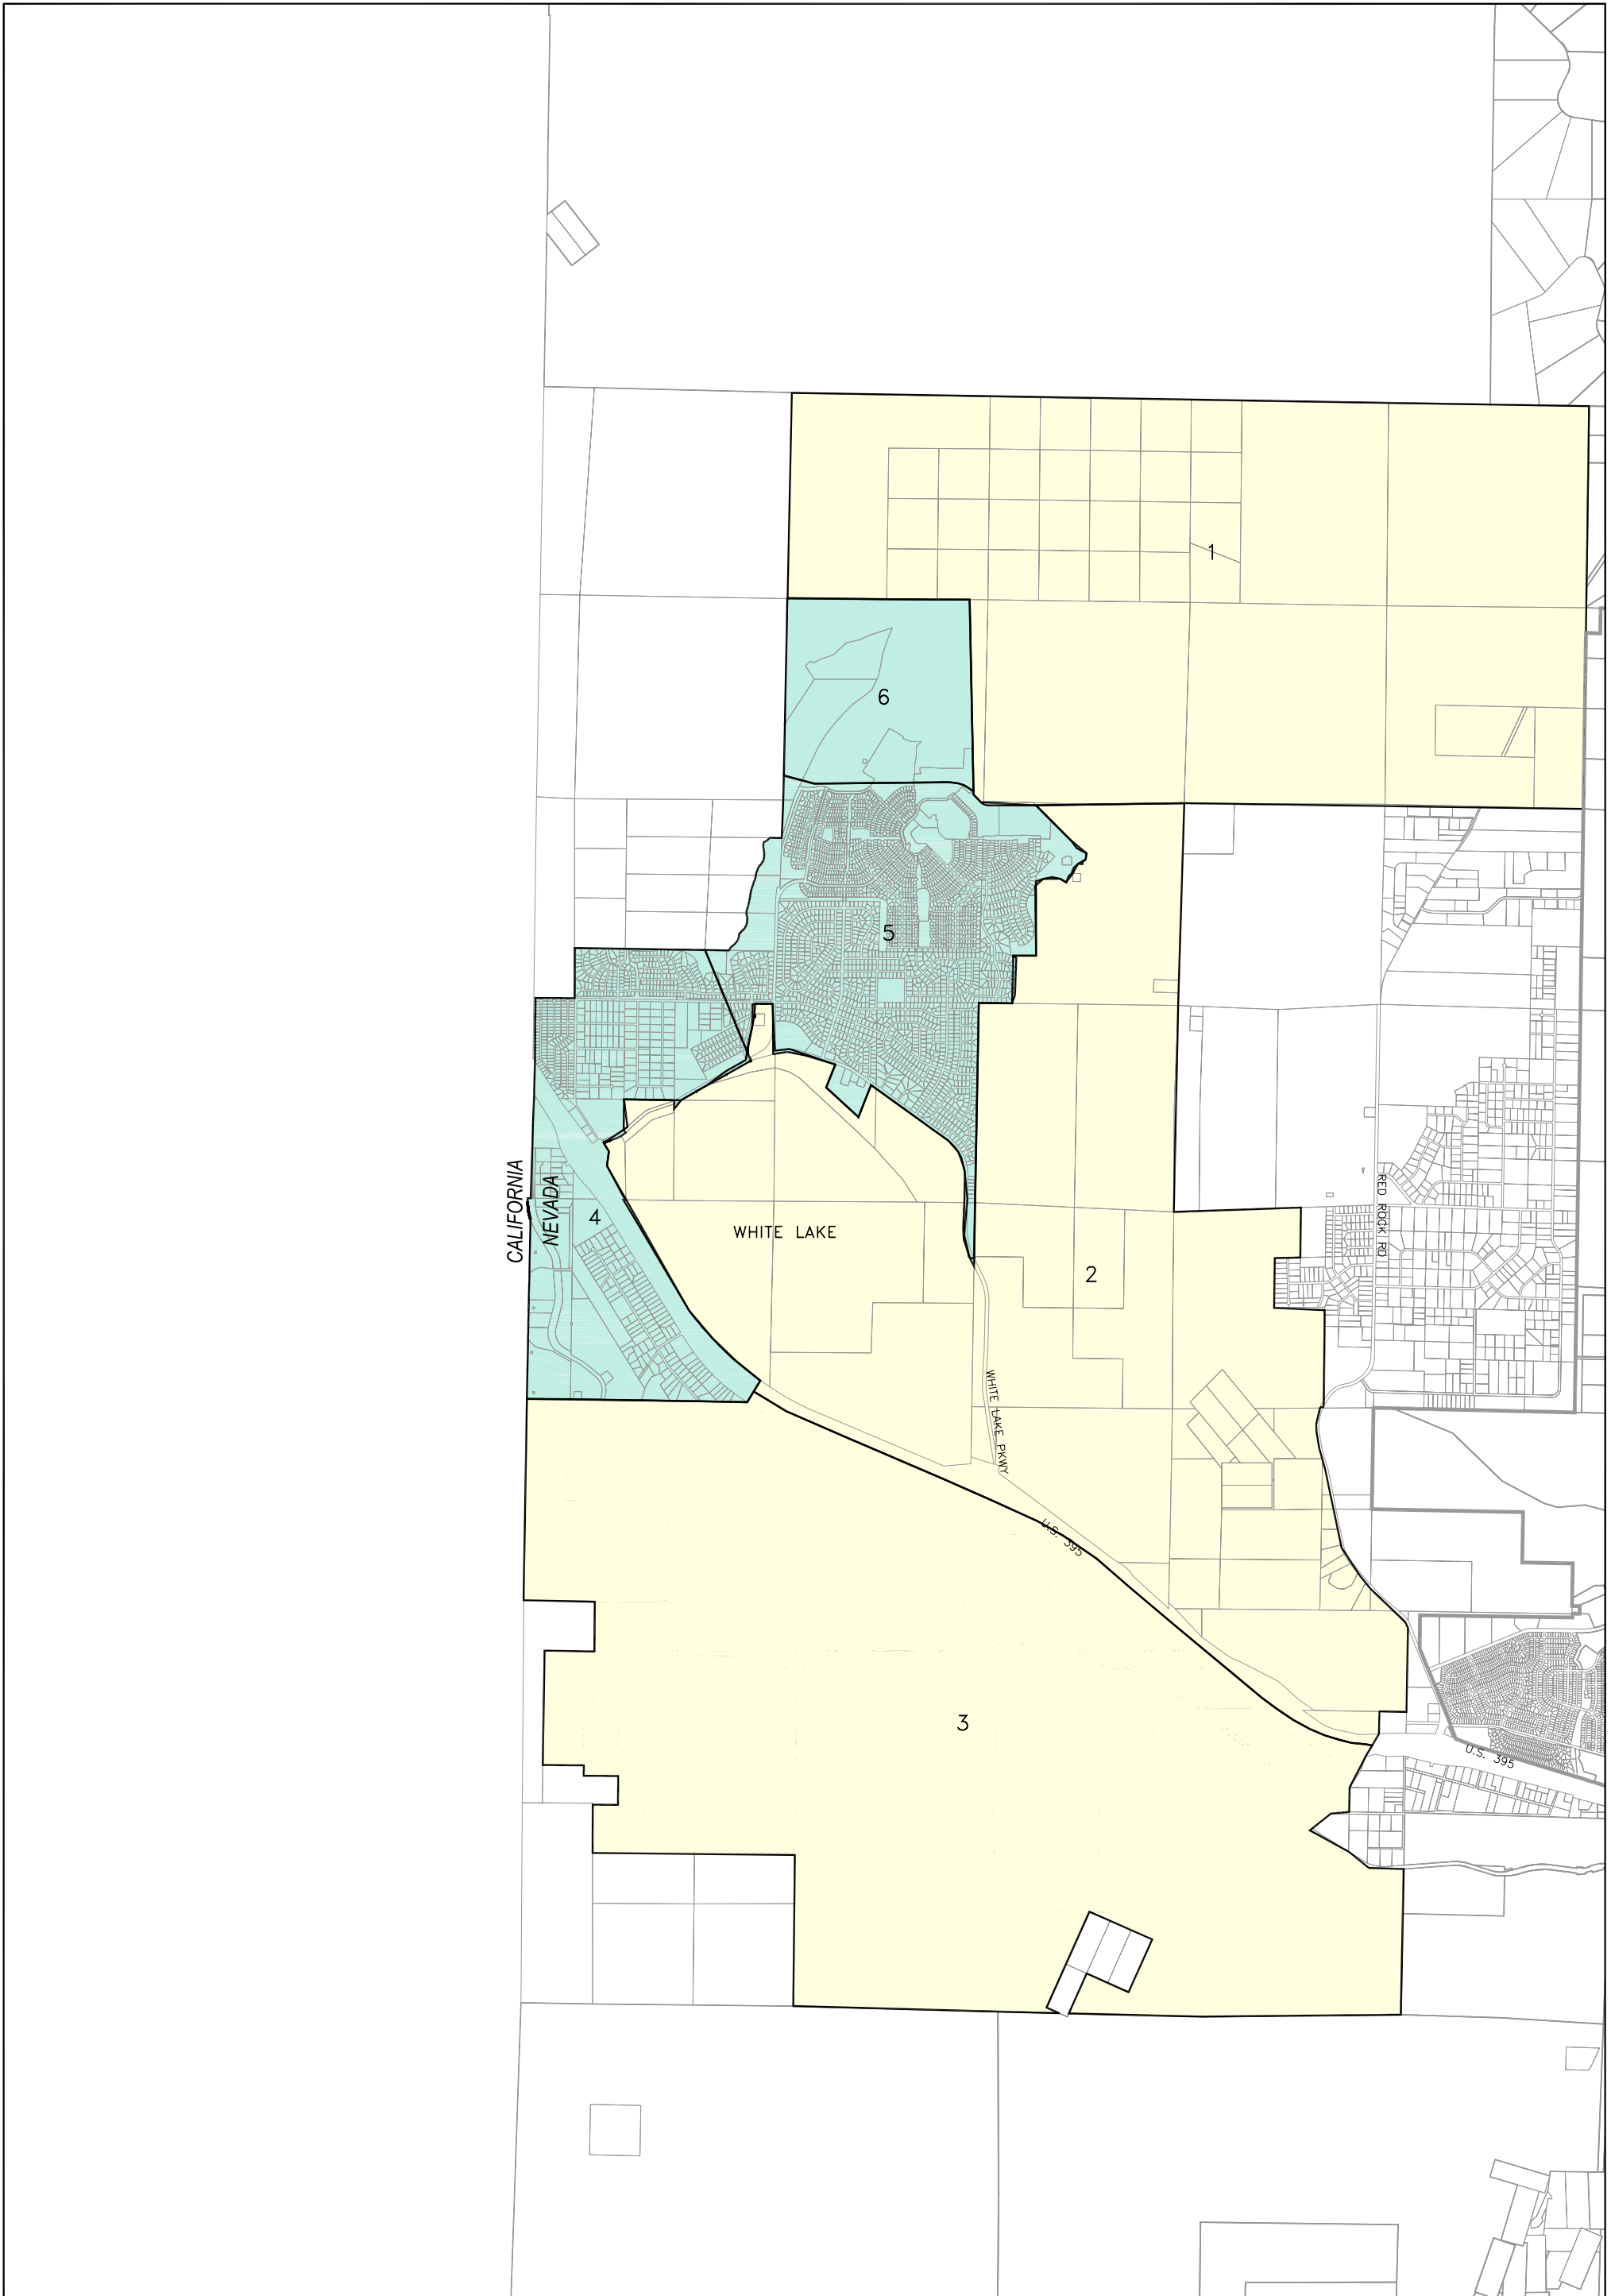 1
6
5
CALIFORNIA
NEVADA
4
RED ROCK RD
WHITE LAKE
2
WHITE LAKE PKWY
U.S. 395
3
U.S. 395